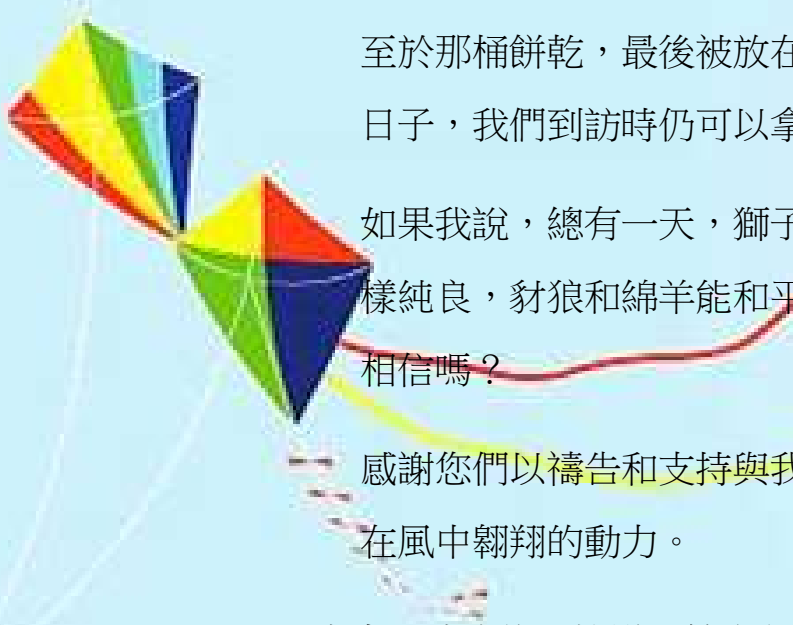 至於那桶餅乾，最後被放在
日子，我們到訪時仍可以拿
如果我說，總有一天，獅子
樣純良，豺狼和綿羊能和平
相信嗎？
感謝您們以禱告和支持與我
在風中翱翔的動力。